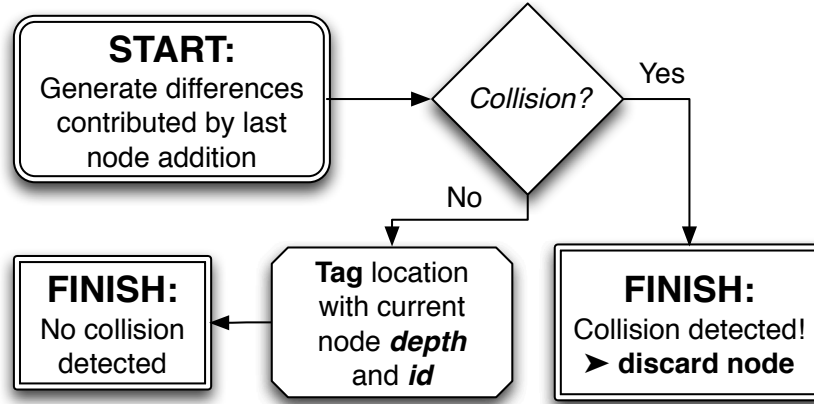 START:
Generate differences
contributed by last
node addition
Collision?
Yes
No
Tag location
with current
node depth
and id
FINISH:
No collision
detected
FINISH:
Collision detected!
➤ discard node